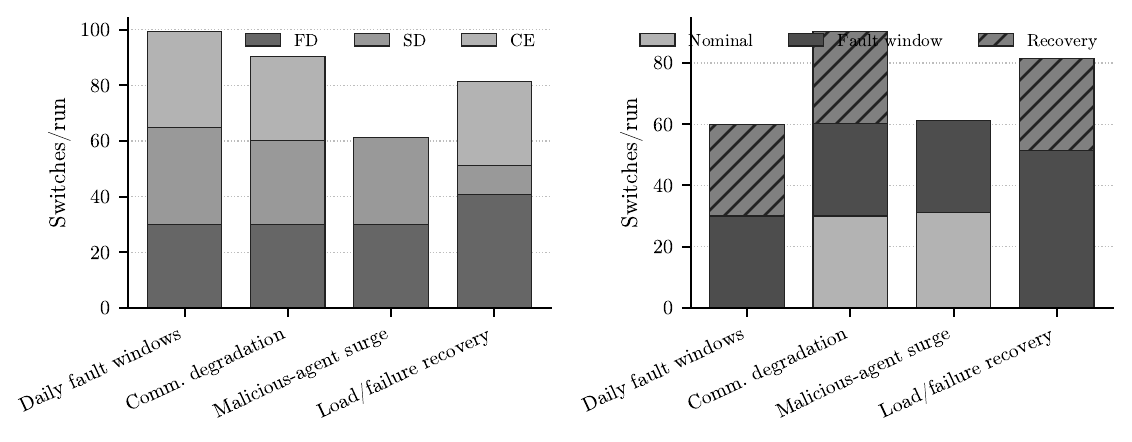 FD SD CE
100
80
60
40
20
0
Switches/run
Daily fault windows
Comm. degradation
Malicious-agent surge
Load/failure recovery
Nominal Fault window Recovery
80
60
40
20
0
Switches/run
Daily fault windows
Comm. degradation
Malicious-agent surge
Load/failure recovery